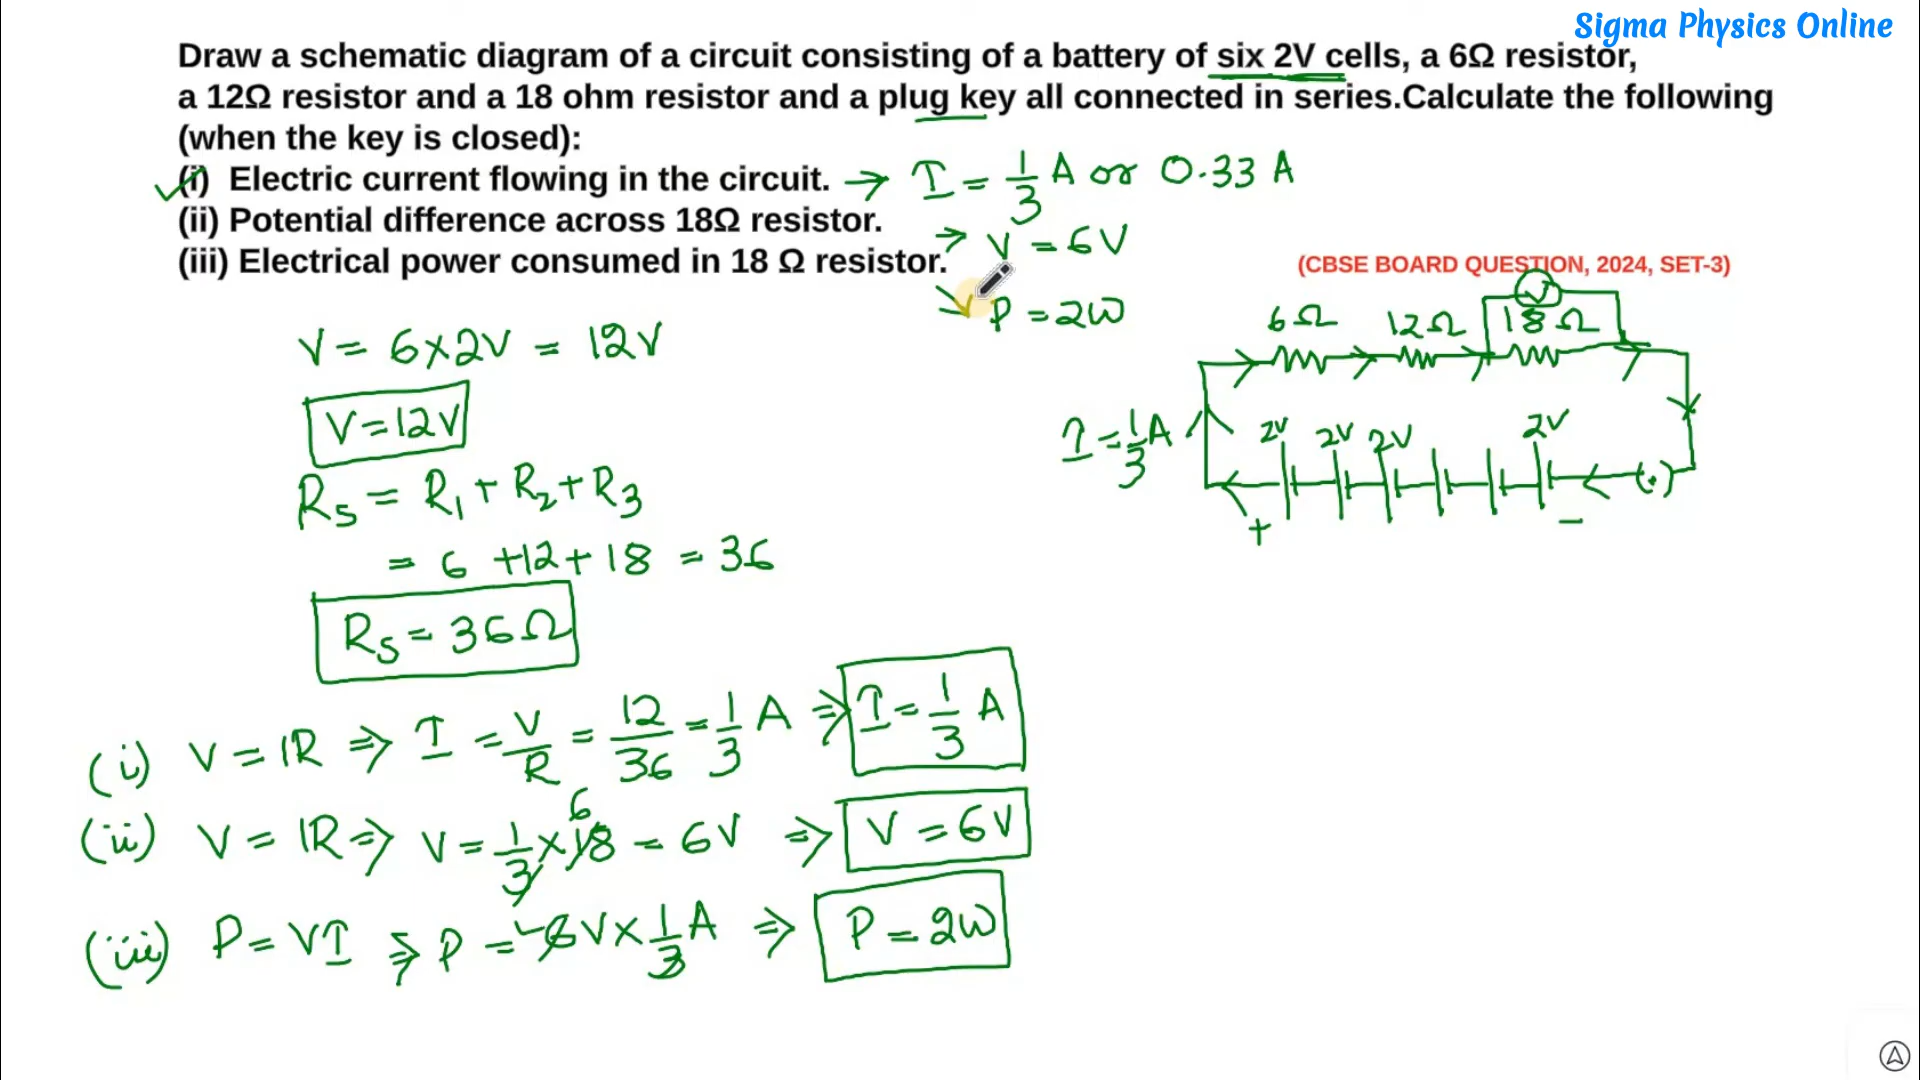 Sigma Physics Online
Draw a schematic diagram of a circuit consisting of a battery of six 2V cells, a 6Ω resistor,
a 12Ω resistor and a 18 ohm resistor and a plug key all connected in series.Calculate the following
(when the key is closed):
(i) Electric current flowing in the circuit. → I = 1/3 A or 0.33 A
(ii) Potential difference across 18Ω resistor. → V = 6V
(iii) Electrical power consumed in 18 Ω resistor. → P = 2W
(CBSE BOARD QUESTION, 2024, SET-3)
V
6Ω 12Ω 18Ω
I = 1/3 A
2V 2V 2V 2V
+ (.) −
V = 6×2V = 12V
V = 12V
RS = R1 + R2 + R3
= 6 + 12 + 18 = 36
RS = 36Ω
(i) V = IR ⇒ I = V/R = 12/36 = 1/3 A ⇒ I = 1/3 A
6
(ii) V = IR ⇒ V = 1/3 × 18 = 6V ⇒ V = 6V
(iii) P = VI ⇒ P = 6V × 1/3 A ⇒ P = 2W
A